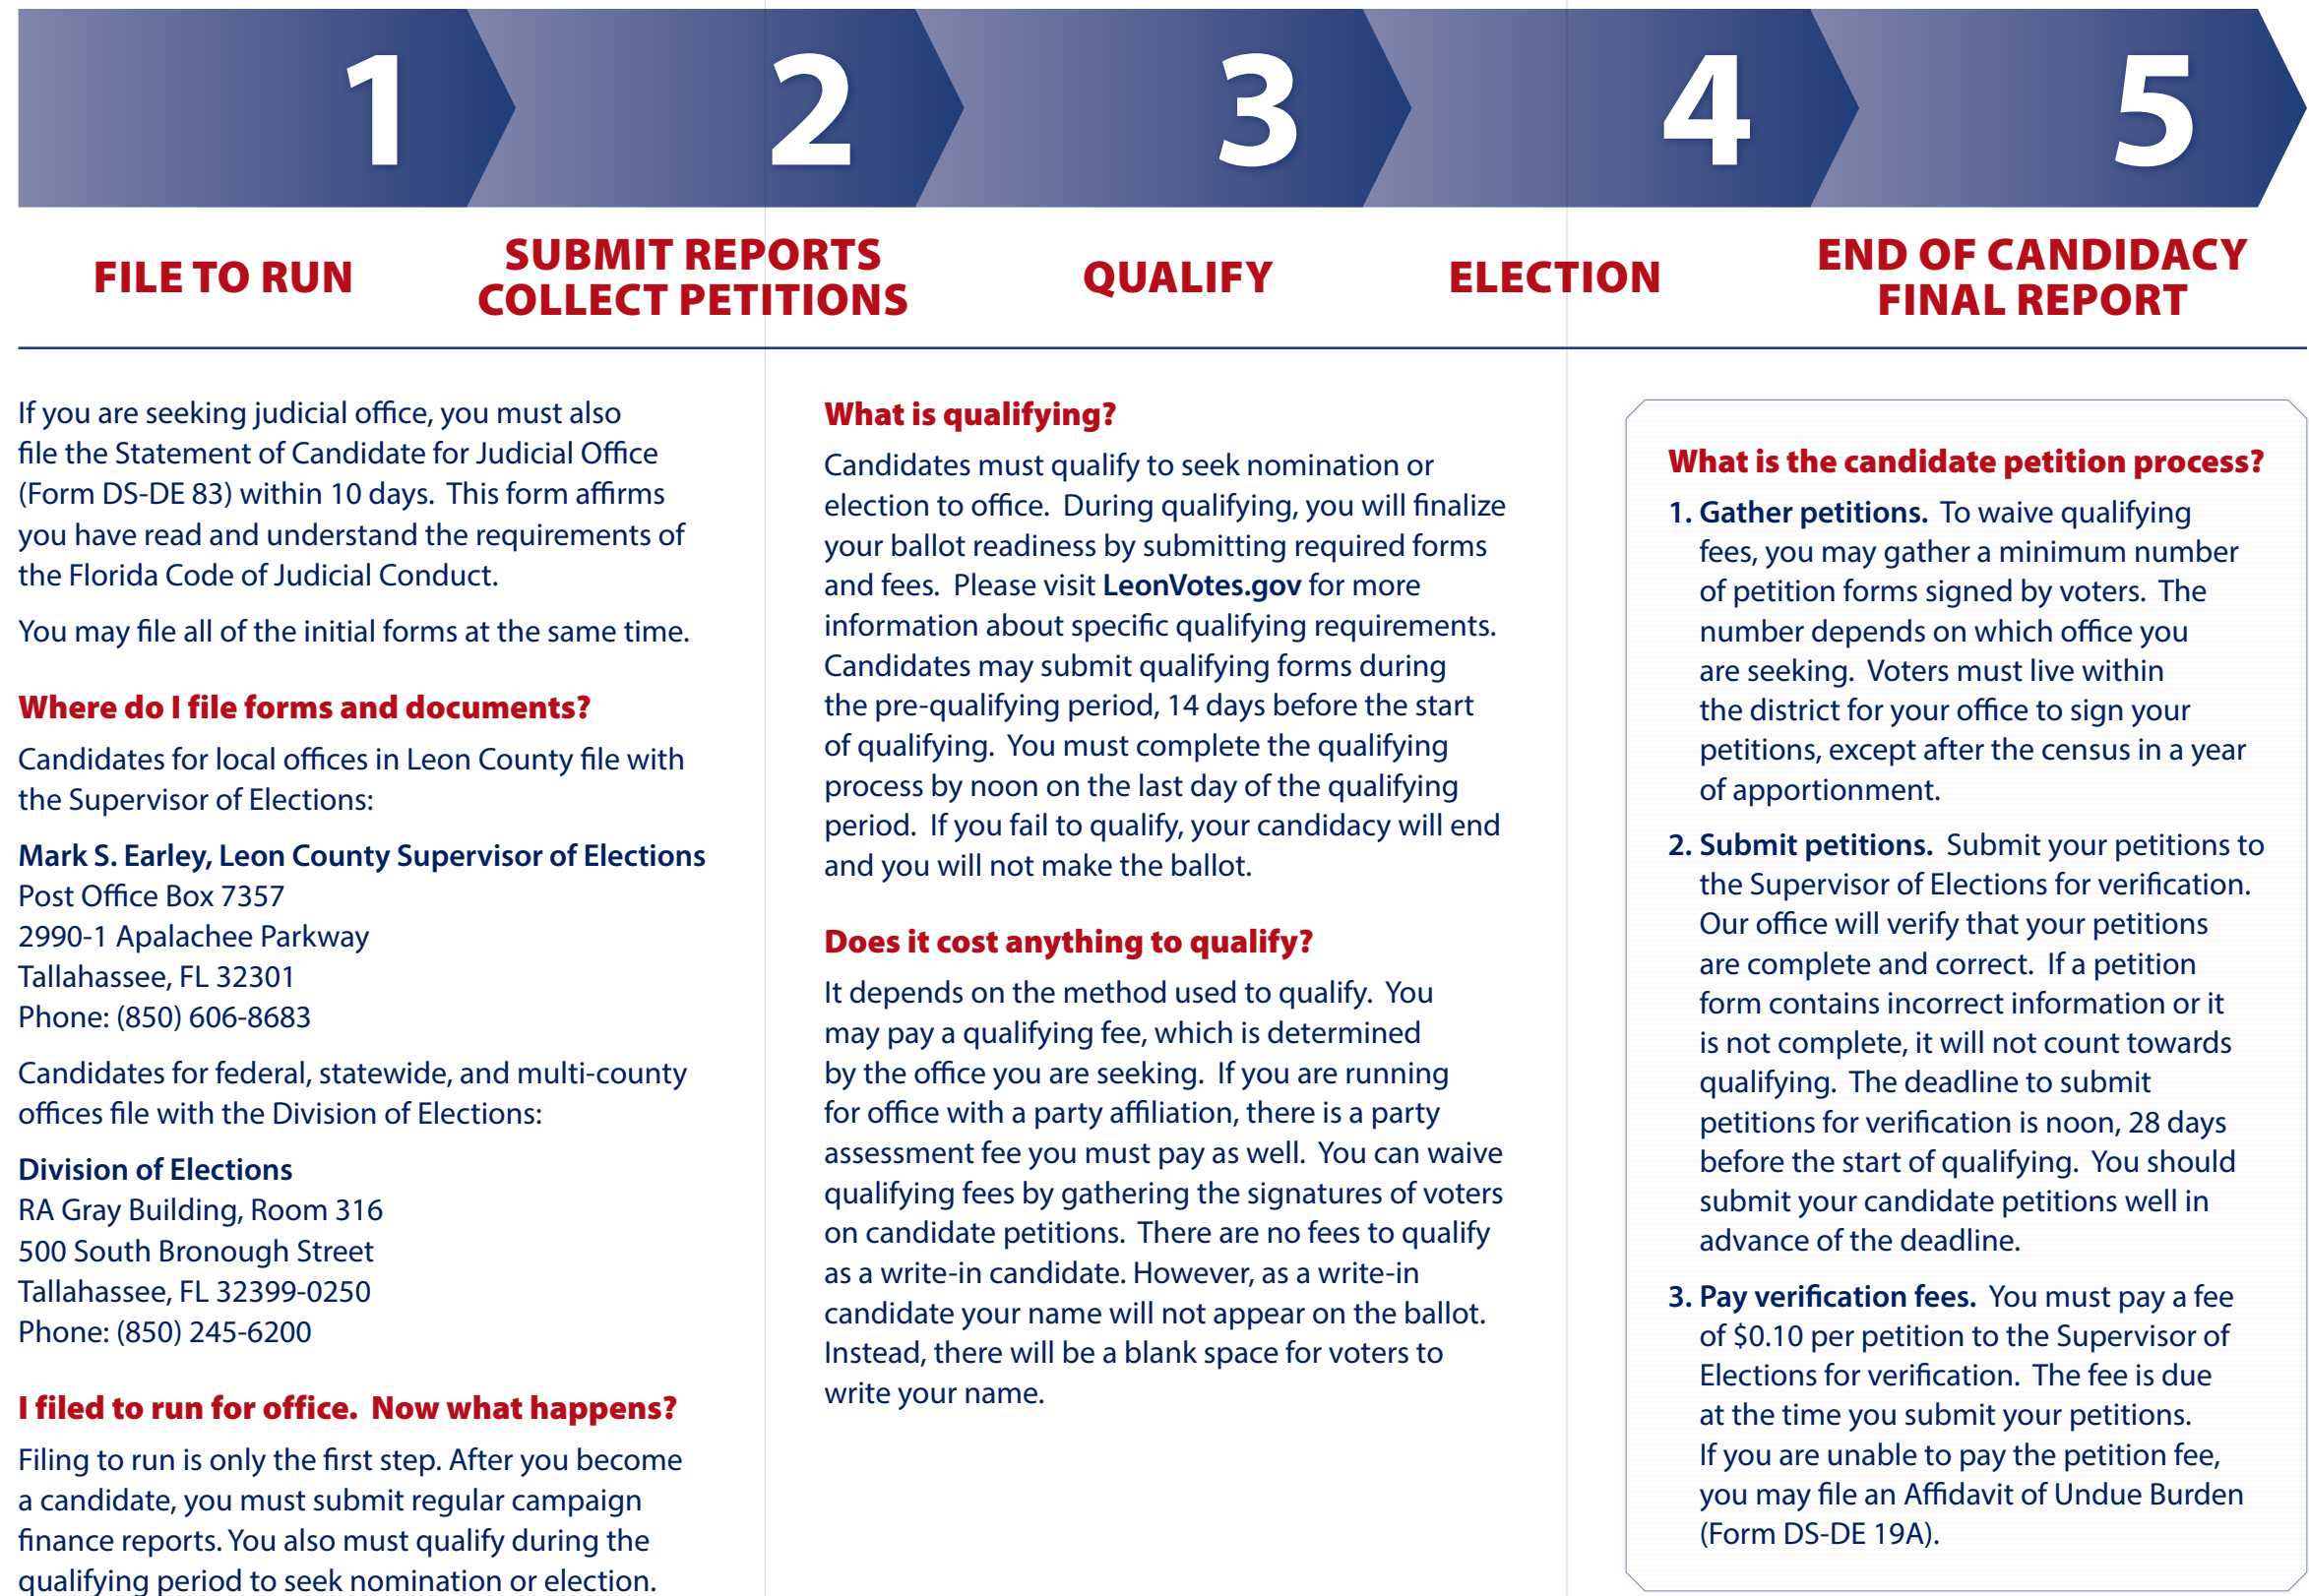 1
2
3
4
5
FILE TO RUN
SUBMIT REPORTS
COLLECT PETITIONS
QUALIFY
ELECTION
END OF CANDIDACY
FINAL REPORT
If you are seeking judicial office, you must also
file the Statement of Candidate for Judicial Office
(Form DS-DE 83) within 10 days.  This form affirms
you have read and understand the requirements of
the Florida Code of Judicial Conduct.
You may file all of the initial forms at the same time.
Where do I file forms and documents?
Candidates for local offices in Leon County file with
the Supervisor of Elections:
Mark S. Earley, Leon County Supervisor of Elections
Post Office Box 7357
2990-1 Apalachee Parkway
Tallahassee, FL 32301
Phone: (850) 606-8683
Candidates for federal, statewide, and multi-county
offices file with the Division of Elections:
Division of Elections
RA Gray Building, Room 316
500 South Bronough Street
Tallahassee, FL 32399-0250
Phone: (850) 245-6200
I filed to run for office.  Now what happens?
Filing to run is only the first step. After you become
a candidate, you must submit regular campaign
finance reports. You also must qualify during the
qualifying period to seek nomination or election.
What is qualifying?
Candidates must qualify to seek nomination or
election to office.  During qualifying, you will finalize
your ballot readiness by submitting required forms
and fees.  Please visit LeonVotes.gov for more
information about specific qualifying requirements.
Candidates may submit qualifying forms during
the pre-qualifying period, 14 days before the start
of qualifying.  You must complete the qualifying
process by noon on the last day of the qualifying
period.  If you fail to qualify, your candidacy will end
and you will not make the ballot.
Does it cost anything to qualify?
It depends on the method used to qualify.  You
may pay a qualifying fee, which is determined
by the office you are seeking.  If you are running
for office with a party affiliation, there is a party
assessment fee you must pay as well.  You can waive
qualifying fees by gathering the signatures of voters
on candidate petitions.  There are no fees to qualify
as a write-in candidate. However, as a write-in
candidate your name will not appear on the ballot.
Instead, there will be a blank space for voters to
write your name.
What is the candidate petition process?
1. Gather petitions.  To waive qualifying
fees, you may gather a minimum number
of petition forms signed by voters.  The
number depends on which office you
are seeking.  Voters must live within
the district for your office to sign your
petitions, except after the census in a year
of apportionment.
2. Submit petitions.  Submit your petitions to
the Supervisor of Elections for verification.
Our office will verify that your petitions
are complete and correct.  If a petition
form contains incorrect information or it
is not complete, it will not count towards
qualifying.  The deadline to submit
petitions for verification is noon, 28 days
before the start of qualifying.  You should
submit your candidate petitions well in
advance of the deadline.
3. Pay verification fees.  You must pay a fee
of $0.10 per petition to the Supervisor of
Elections for verification.  The fee is due
at the time you submit your petitions.
If you are unable to pay the petition fee,
you may file an Affidavit of Undue Burden
(Form DS-DE 19A).